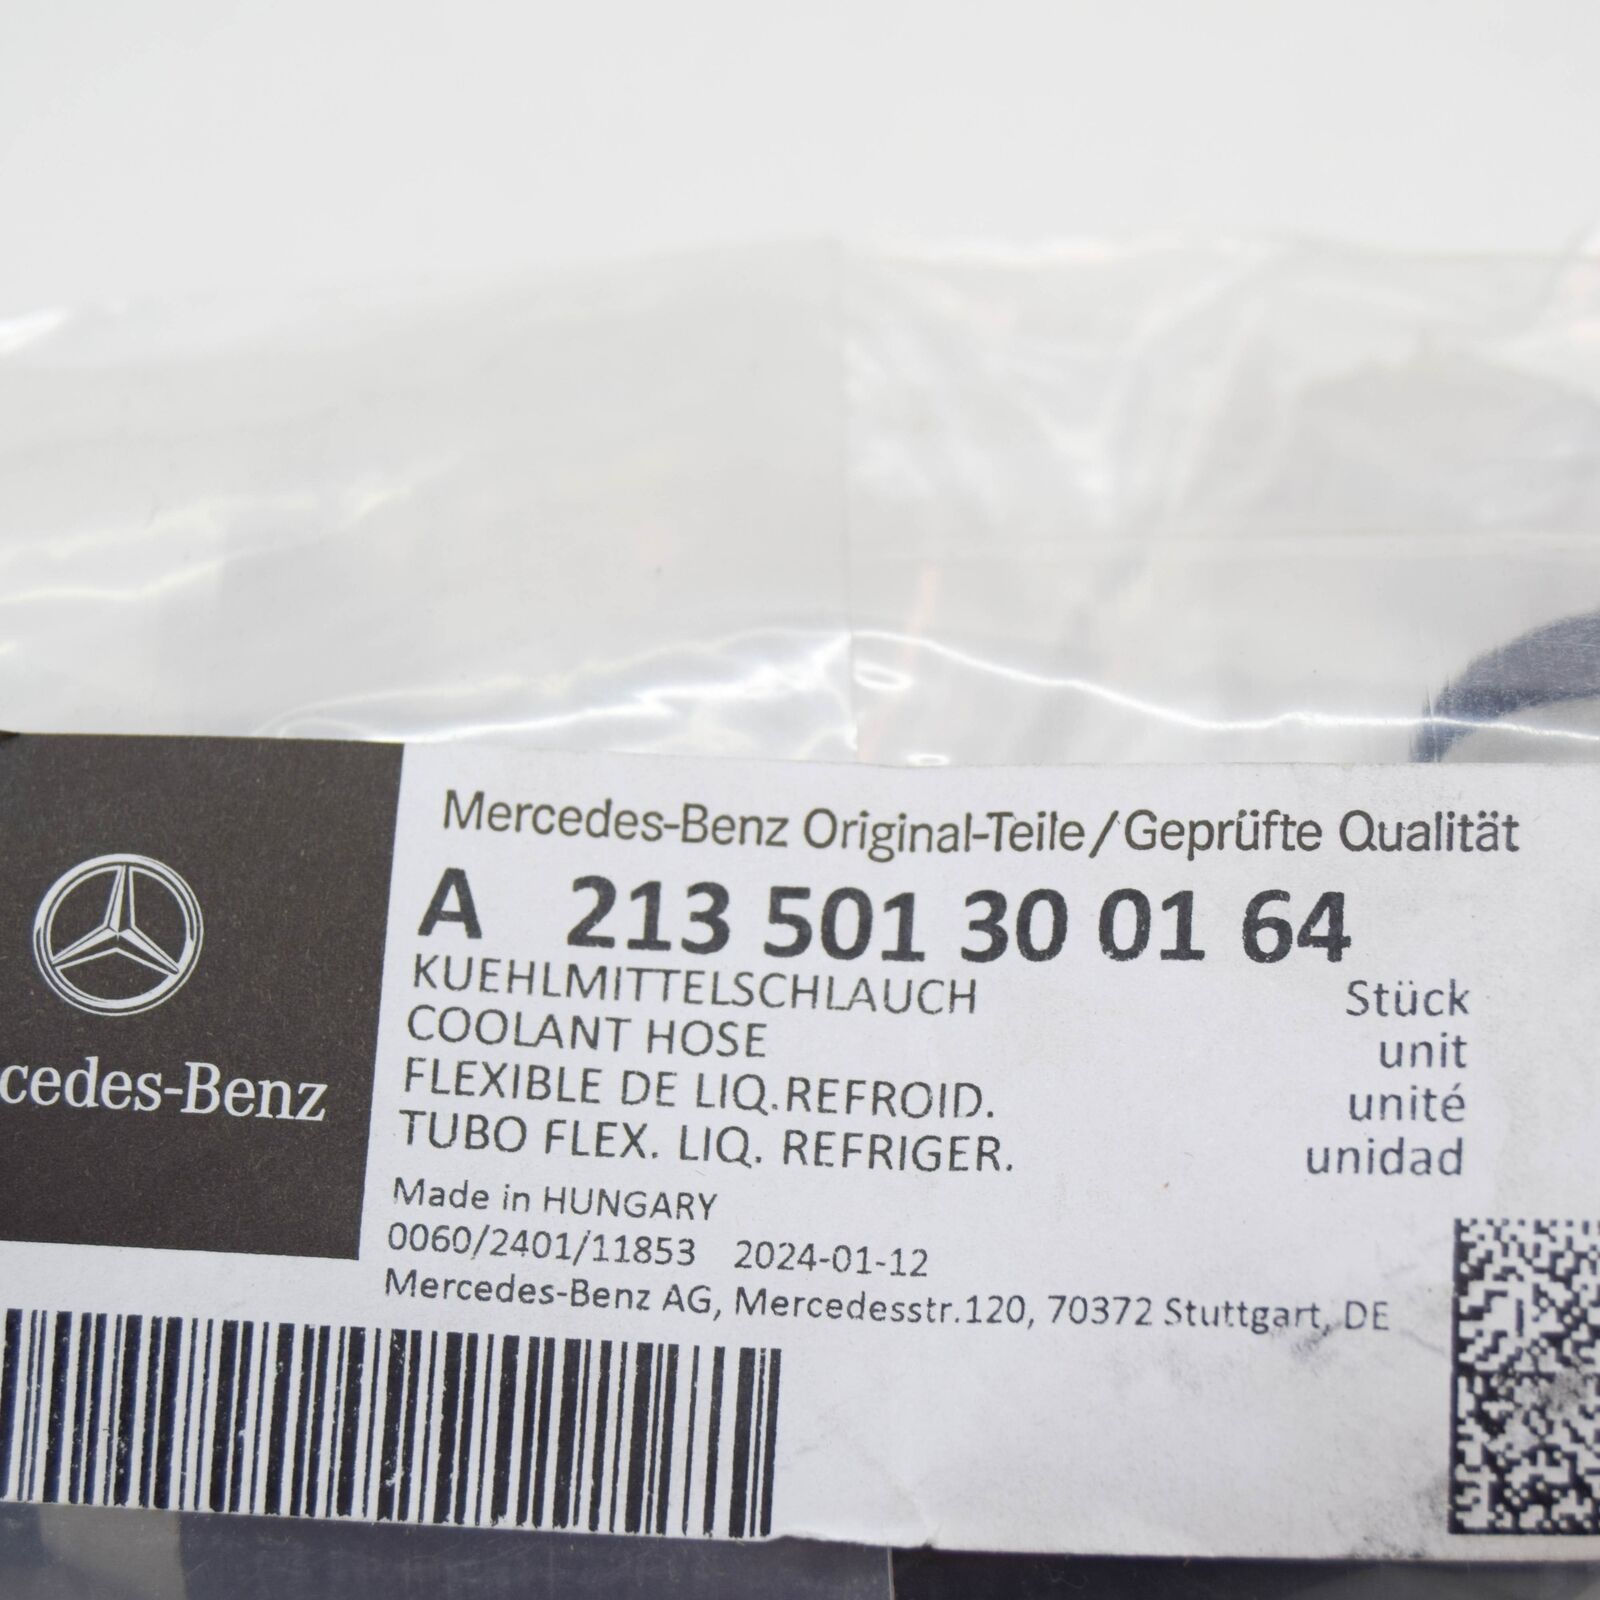 Mercedes-Benz Original-Teile/Geprüfte Qualität
A 213 501 30 00 01 64
KUEHLMITTELSCHLAUCH Stück
COOLANT HOSE unit
FLEXIBLE DE LIQ.REFROID. unité
TUBO FLEX. LIQ. REFRIGER. unidad
cedes-Benz
Made in HUNGARY
0060/2401/11853 2024-01-12
Mercedes-Benz AG, Mercedesstr.120, 70372 Stuttgart, DE